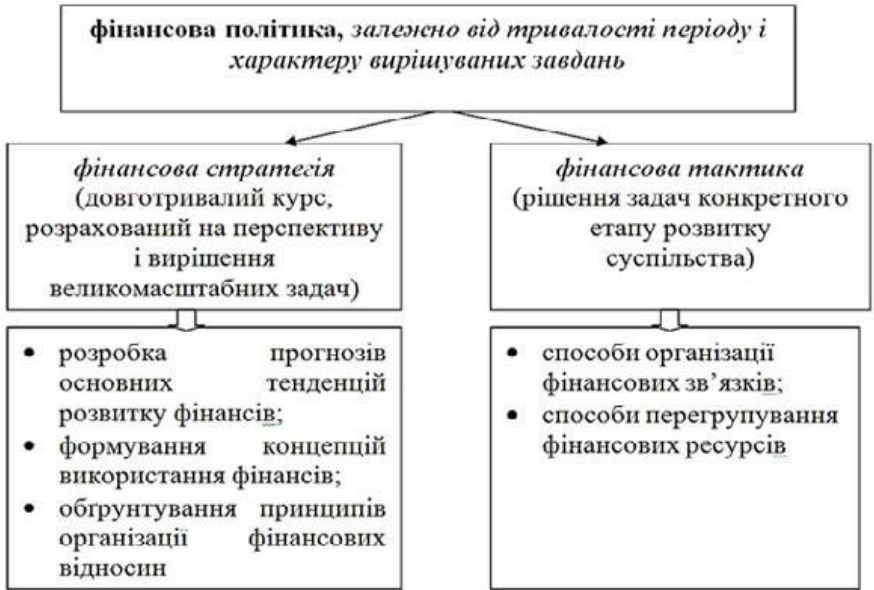 фінансова політика, залежно від тривалості періоду і
характеру вирішуваних завдань
фінансова стратегія
(довготривалий курс,
розрахований на перспективу
і вирішення
великомасштабних задач)
фінансова тактика
(рішення задач конкретного
етапу розвитку
суспільства)
• розробка прогнозів
основних тенденцій
розвитку фінансів;
• формування концепцій
використання фінансів;
• обґрунтування принципів
організації фінансових
відносин
• способи організації
фінансових зв’язків;
• способи перегрупування
фінансових ресурсів